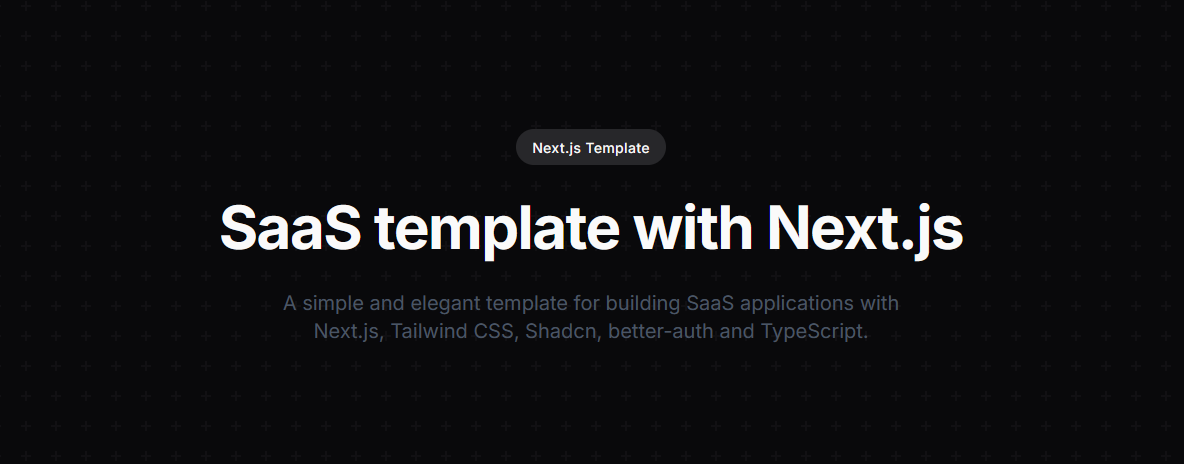 Next.js Template
SaaS template with Next.js
A simple and elegant template for building SaaS applications with
Next.js, Tailwind CSS, Shadcn, better-auth and TypeScript.